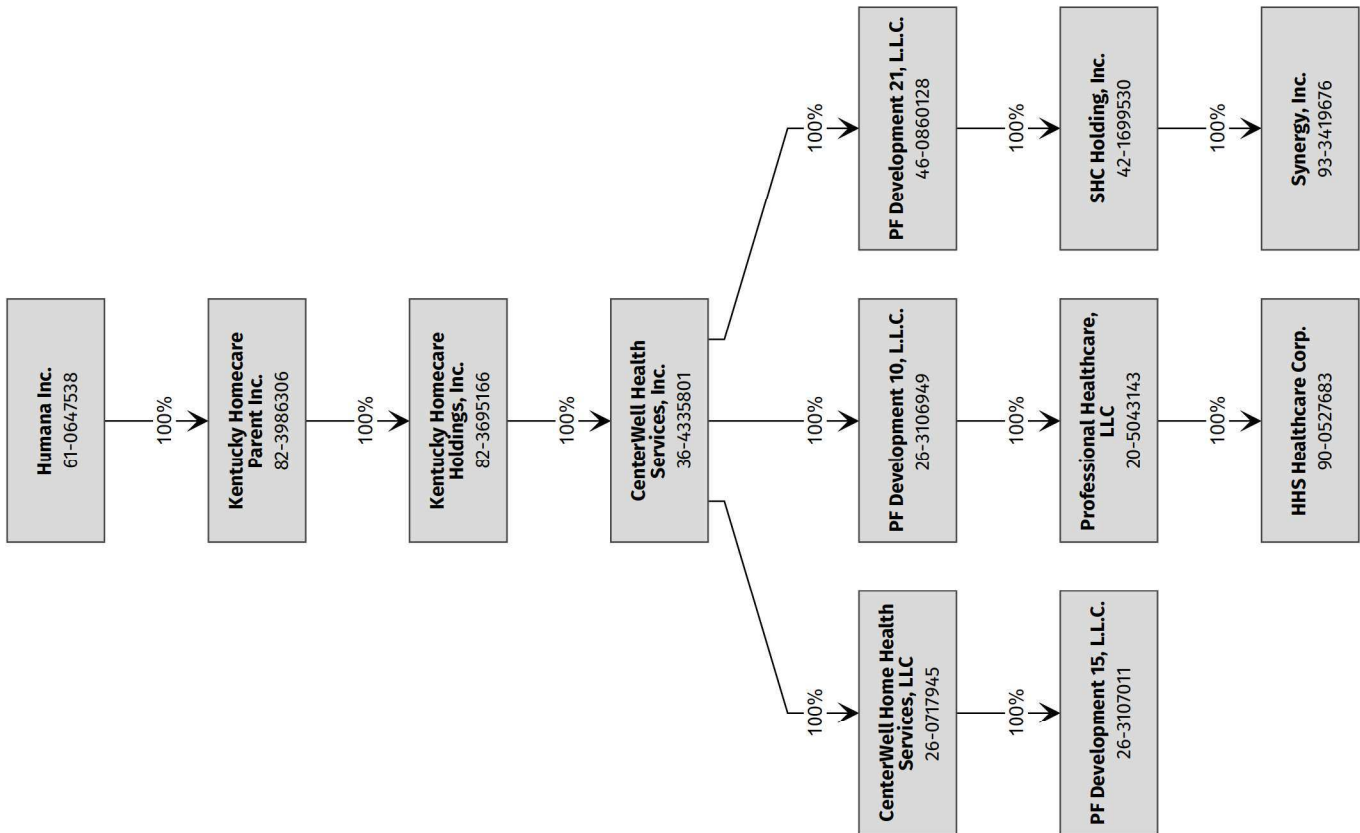 Humana Inc.
61-0647538
100%
Kentucky Homecare
Parent Inc.
82-3986306
100%
Kentucky Homecare
Holdings, Inc.
82-3695166
100%
CenterWell Health
Services, Inc.
36-4335801
100%
100%
100%
CenterWell Home Health
Services, LLC
26-0717945
PF Development 10, L.L.C.
26-3106949
PF Development 21, L.L.C.
46-0860128
100%
100%
100%
PF Development 15, L.L.C.
26-3107011
Professional Healthcare,
LLC
20-5043143
SHC Holding, Inc.
42-1699530
100%
100%
HHS Healthcare Corp.
90-0527683
Synergy, Inc.
93-3419676